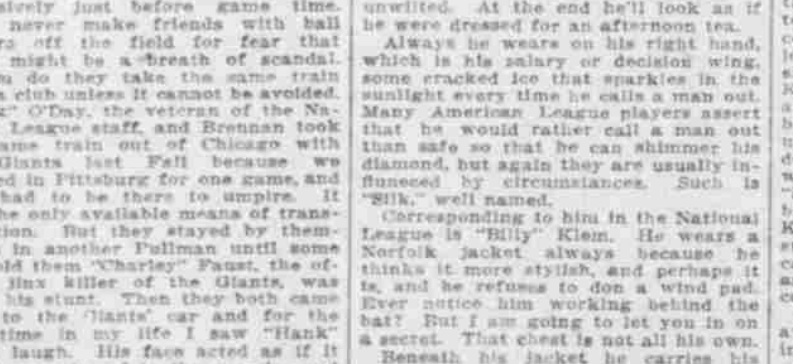 sively just before game time.
never make friends with ball
rs off the field for fear that
might be a breath of scandal.
u do they take the same train
a club unless it cannot be avoided.
k" O'Day, the veteran of the Na-
League staff, and Brennan took
ame train out of Chicago with
Giants last Fall because we
ed in Pittsburg for one game, and
had to be there to umpire. It
he only available means of trans-
tion. But they stayed by them-
in another Pullman until some
old them "Charley" Faust, the of-
jinx killer of the Giants, was
his stunt. Then they both came
to the Giants' car and for the
time in my life I saw "Hank"
laugh. His face acted as if it
unwilted. At the end he'll look as if
he were dressed for an afternoon tea.
Always he wears on his right hand,
which is his salary or decision wing,
some cracked ice that sparkles in the
sunlight every time he calls a man out.
Many American League players assert
that he would rather call a man out
than safe so that he can shimmer his
diamond, but again they are usually in-
fluneced by circumstances. Such is
"Silk," well named.
Corresponding to him in the National
League is "Billy" Klem. He wears a
Norfolk jacket always because he
thinks it more stylish, and perhaps it
is, and he refuses to don a wind pad.
Ever notice him working behind the
bat? But I am going to let you in on
a secret. That chest is not all his own.
Beneath his jacket he carries his